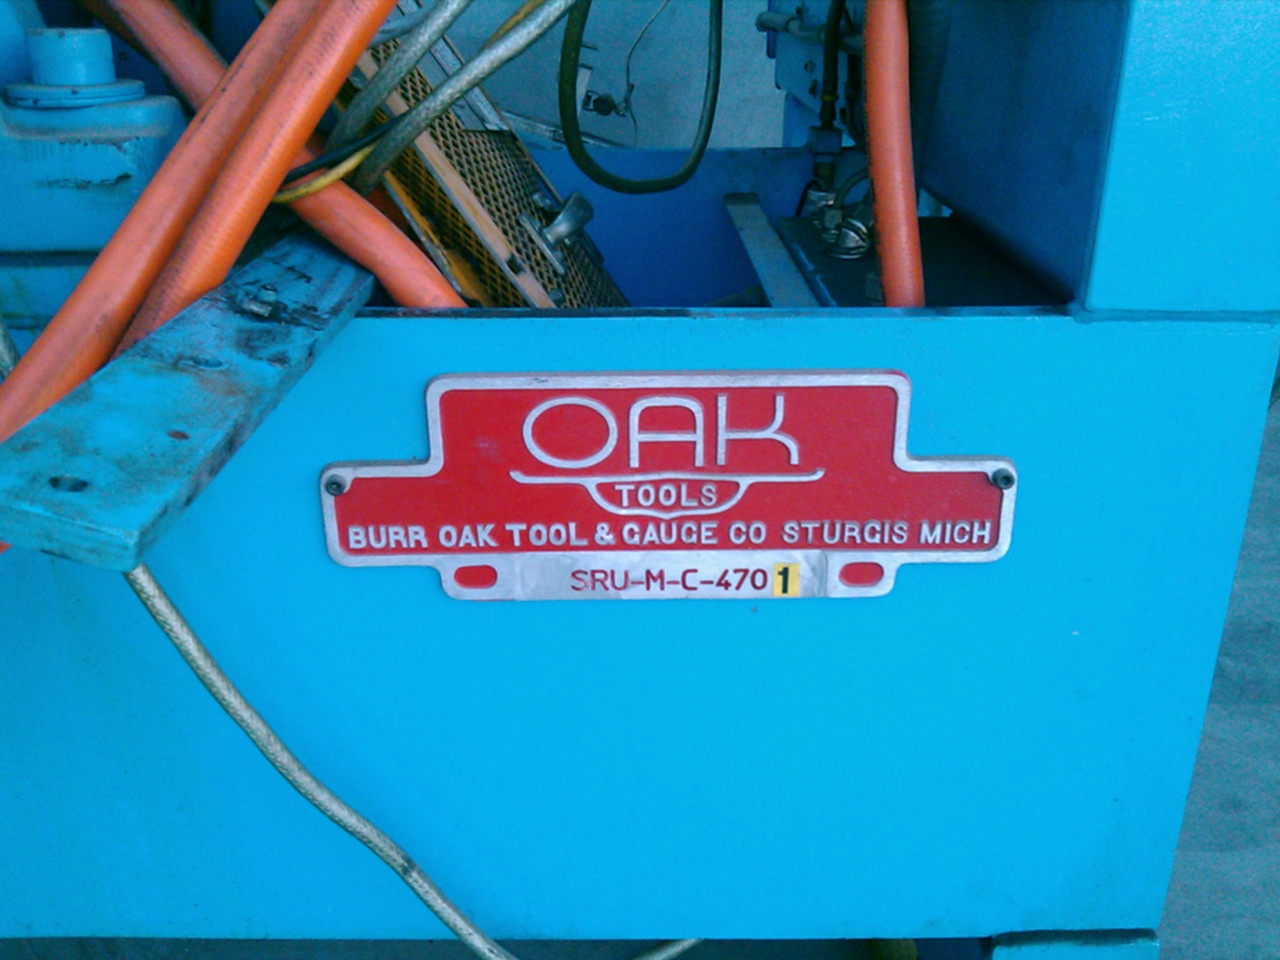 OAK
TOOLS
BURR OAK TOOL & GAUGE CO STURGIS MICH
SRU-M-C-4701